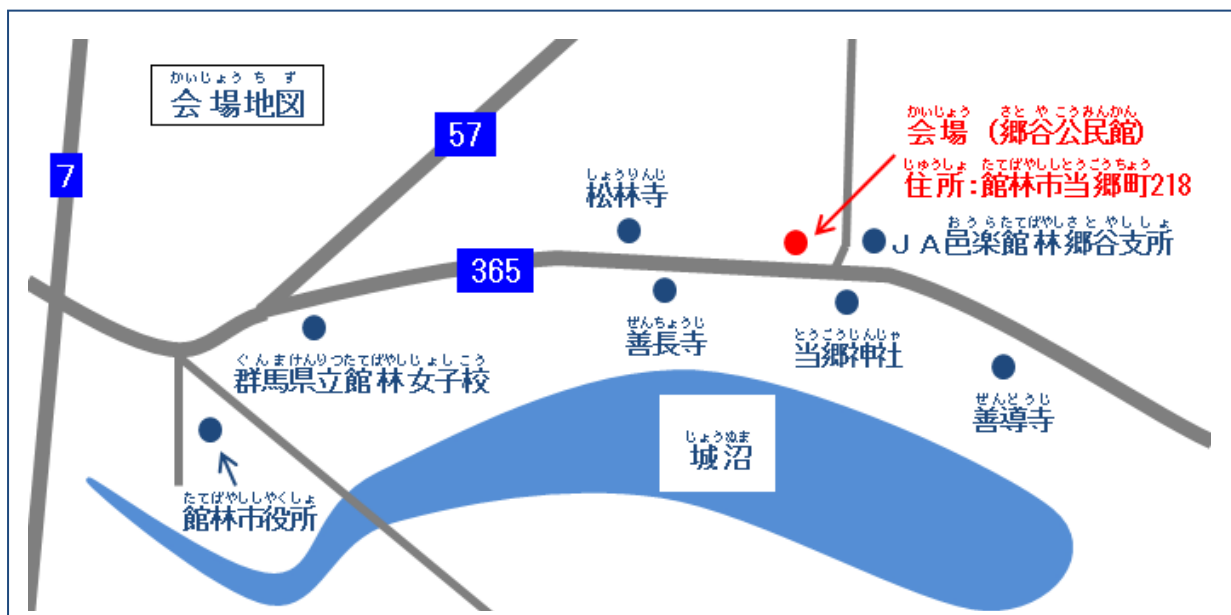 かいじょう ち ず
会場地図
7
57
365
かいじょう さと や こうみんかん
会場 (郷谷公民館)
じゅうしょ たてばやししとうごうちょう
住所:館林市当郷町218
しょうりんじ
松林寺
おうらたてばやしさとやししょ
JA邑楽館林郷谷支所
ぜんちょうじ
善長寺
とうごうじんじゃ
当郷神社
ぜんどうじ
善導寺
ぐんまけんりつたてばやしじょしこう
群馬県立館林女子校
じょうぬま
城沼
たてばやししやくしょ
館林市役所